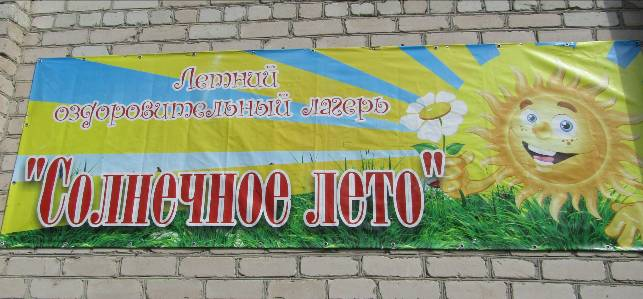 Летний
оздоровительный лагерь
"Солнечное лето"